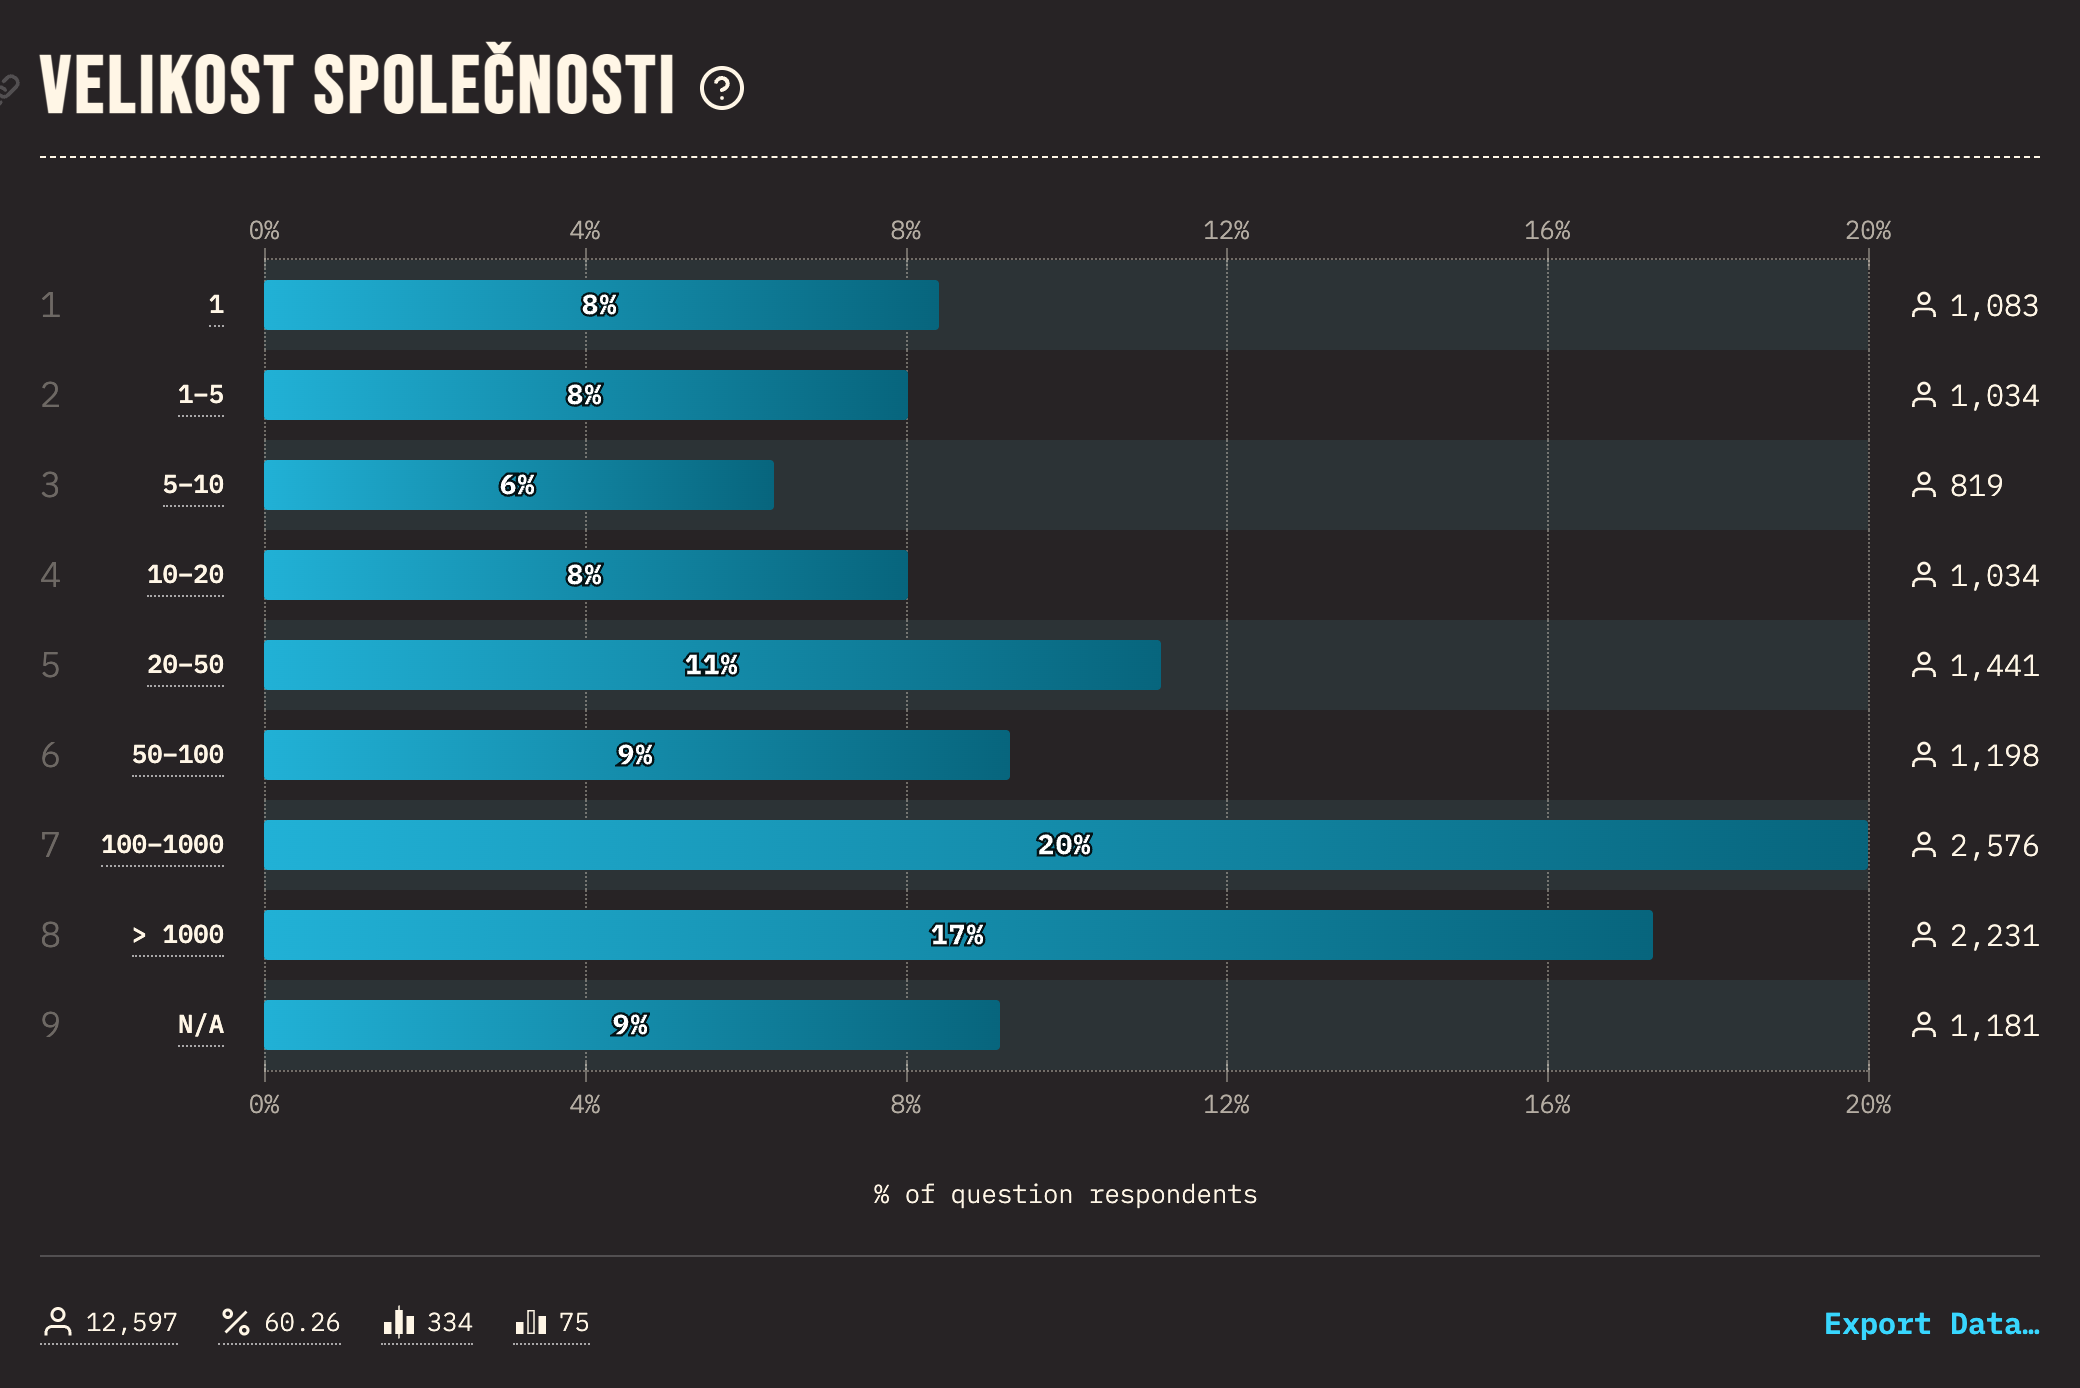 VELIKOST SPOLEČNOSTI ?
0% 4% 8% 12% 16% 20%
1 1 8% 1,083
2 1–5 8% 1,034
3 5–10 6% 819
4 10–20 8% 1,034
5 20–50 11% 1,441
6 50–100 9% 1,198
7 100–1000 20% 2,576
8 > 1000 17% 2,231
9 N/A 9% 1,181
0% 4% 8% 12% 16% 20%
% of question respondents
12,597 % 60.26 334 75 Export Data…